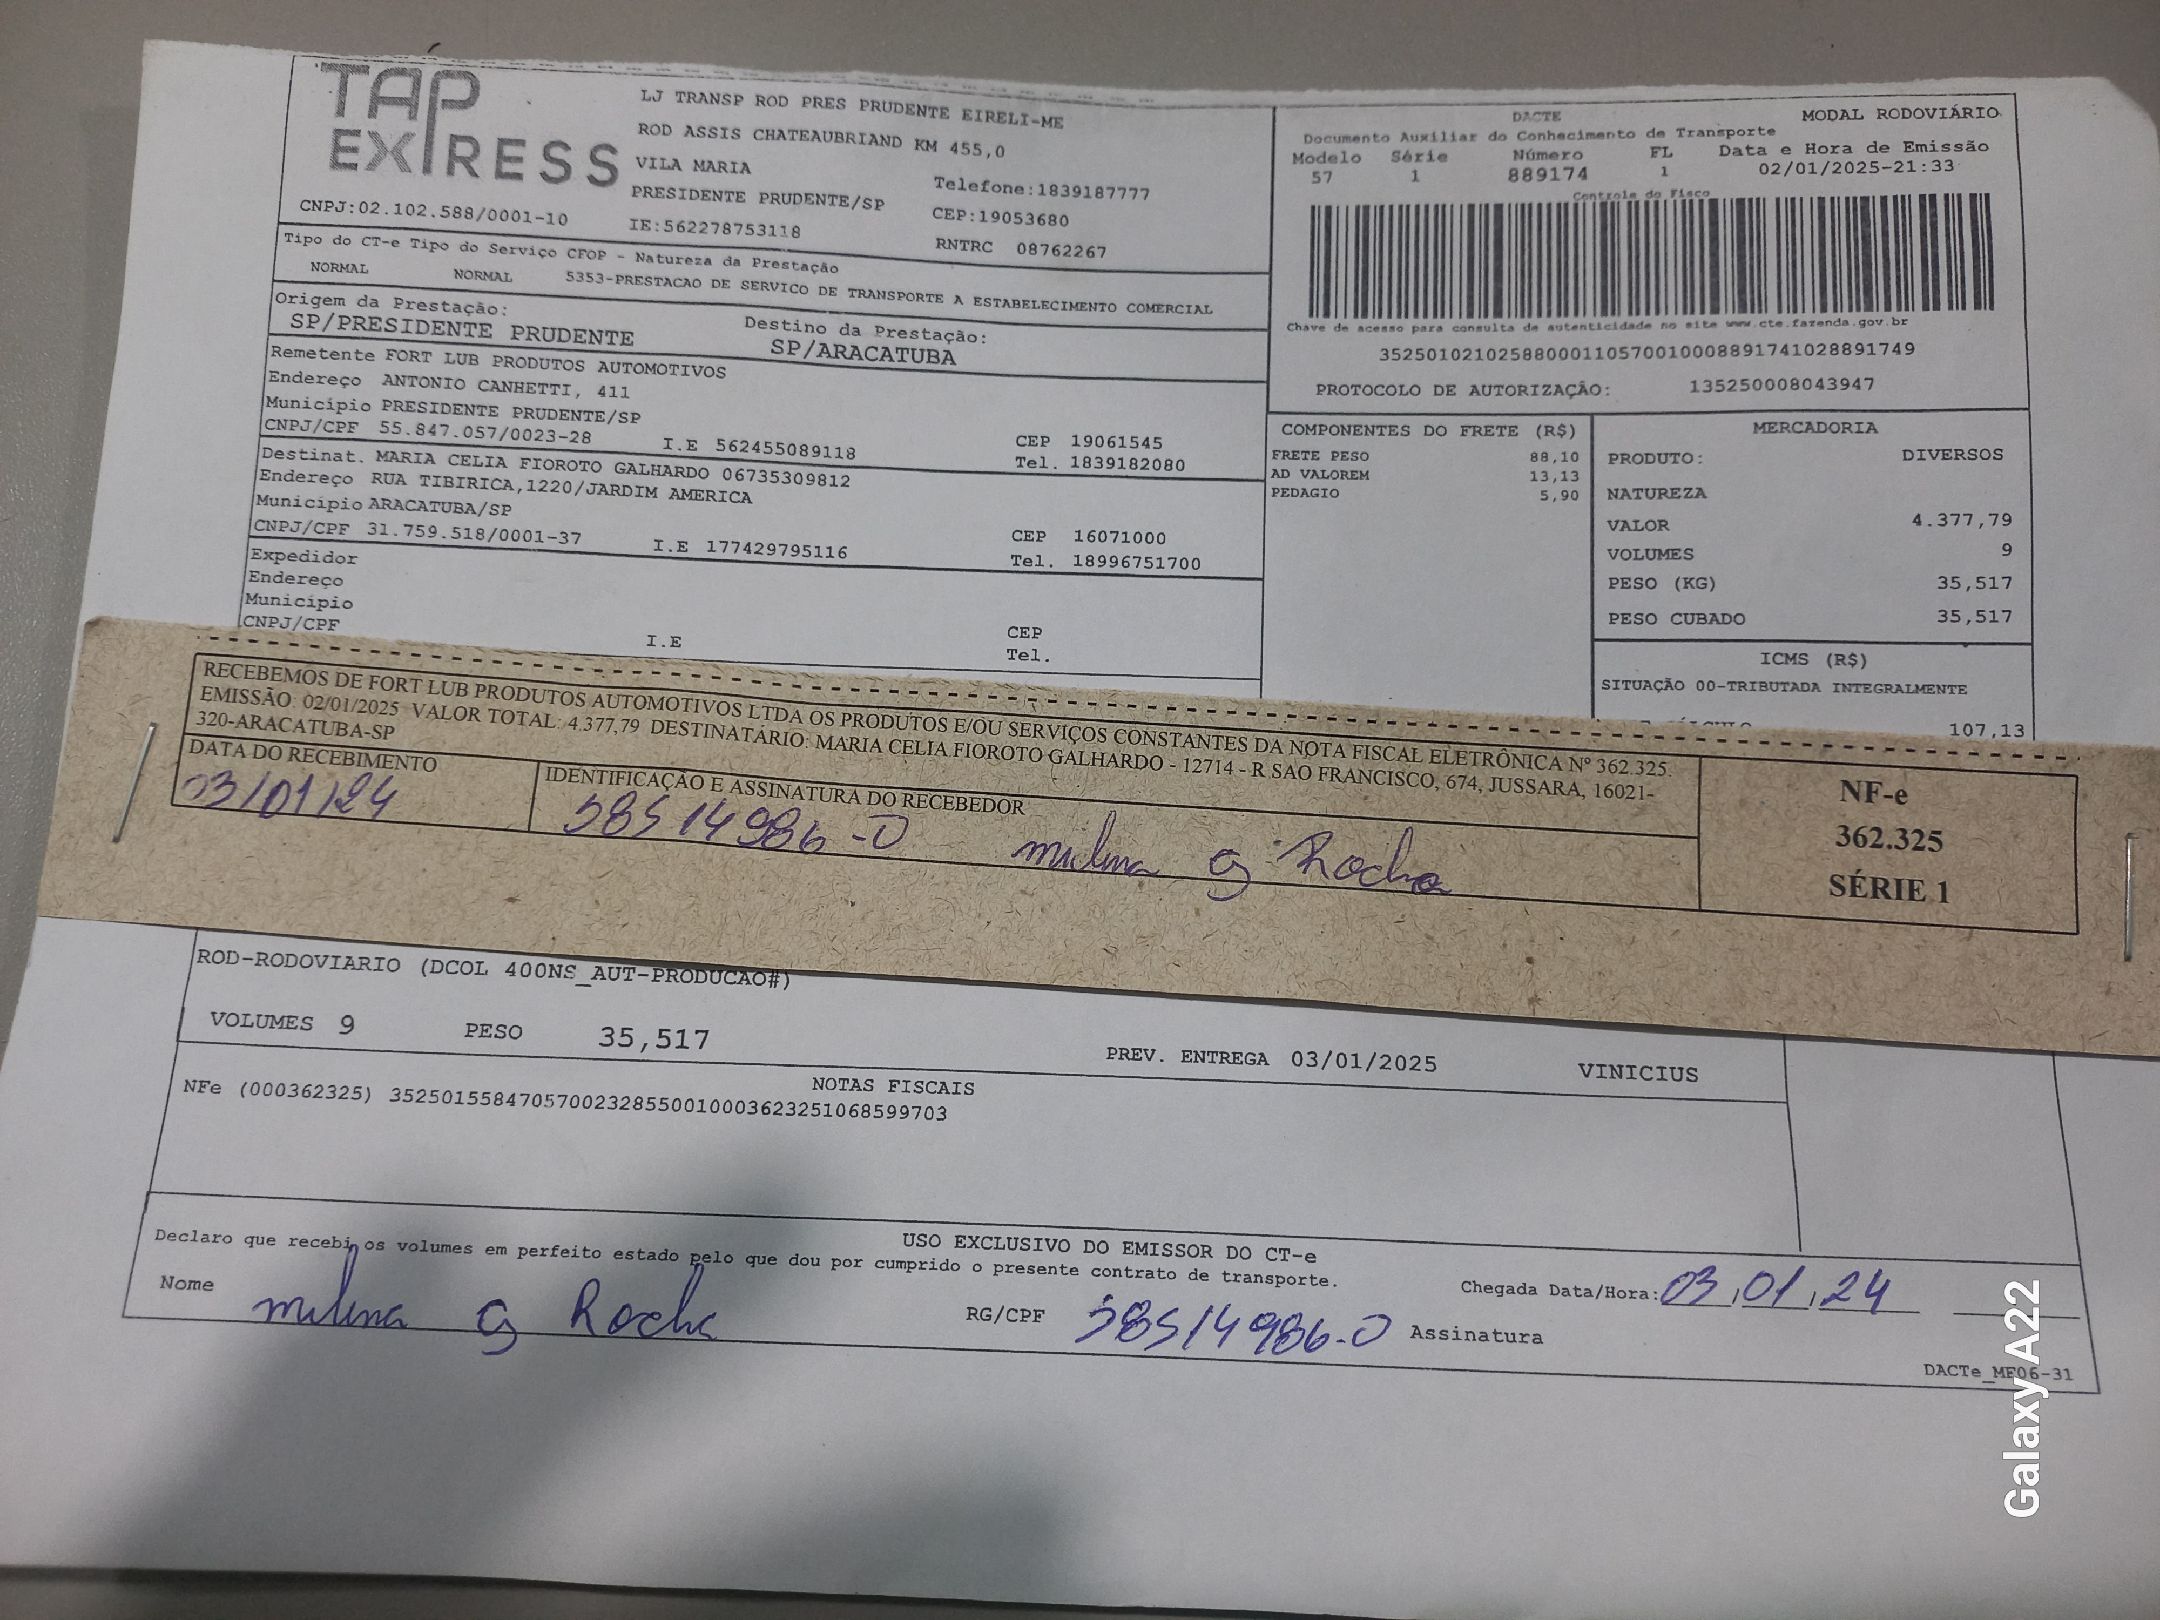 TAP EXPRESS
LJ TRANSP ROD PRES PRUDENTE EIRELI-ME
ROD ASSIS CHATEAUBRIAND KM 455,0
VILA MARIA
Telefone:1839187777
PRESIDENTE PRUDENTE/SP
CEP:19053680
CNPJ:02.102.588/0001-10
IE:562278753118
RNTRC 08762267
DACTE
MODAL RODOVIÁRIO
Documento Auxiliar do Conhecimento de Transporte
Modelo Série Número FL Data e Hora de Emissão
57 1 889174 1 02/01/2025-21:33
Controle do Fisco
Chave de acesso para consulta de autenticidade no site www.cte.fazenda.gov.br
35250102102588000110570010008891741028891749
PROTOCOLO DE AUTORIZAÇÃO: 135250008043947
Tipo do CT-e Tipo do Serviço CFOP - Natureza da Prestação
NORMAL NORMAL 5353-PRESTACAO DE SERVICO DE TRANSPORTE A ESTABELECIMENTO COMERCIAL
Origem da Prestação:
SP/PRESIDENTE PRUDENTE
Destino da Prestação:
SP/ARACATUBA
Remetente FORT LUB PRODUTOS AUTOMOTIVOS
Endereço ANTONIO CANHETTI, 411
Município PRESIDENTE PRUDENTE/SP
CEP 19061545
CNPJ/CPF 55.847.057/0023-28 I.E 562455089118 Tel. 1839182080
Destinat. MARIA CELIA FIOROTO GALHARDO 06735309812
Endereço RUA TIBIRICA,1220/JARDIM AMERICA
Município ARACATUBA/SP
CEP 16071000
CNPJ/CPF 31.759.518/0001-37 I.E 177429795116 Tel. 18996751700
Expedidor
Endereço
Município
CEP
CNPJ/CPF I.E Tel.
COMPONENTES DO FRETE (R$)
FRETE PESO 88,10
AD VALOREM 13,13
PEDAGIO 5,90
MERCADORIA
PRODUTO: DIVERSOS
NATUREZA
VALOR 4.377,79
VOLUMES 9
PESO (KG) 35,517
PESO CUBADO 35,517
ICMS (R$)
SITUAÇÃO 00-TRIBUTADA INTEGRALMENTE
107,13
RECEBEMOS DE FORT LUB PRODUTOS AUTOMOTIVOS LTDA OS PRODUTOS E/OU SERVIÇOS CONSTANTES DA NOTA FISCAL ELETRÔNICA Nº 362.325.
EMISSÃO: 02/01/2025 VALOR TOTAL: 4.377,79 DESTINATÁRIO: MARIA CELIA FIOROTO GALHARDO - 12714 - R SAO FRANCISCO, 674, JUSSARA, 16021-
320-ARACATUBA-SP
DATA DO RECEBIMENTO
03/01/24
IDENTIFICAÇÃO E ASSINATURA DO RECEBEDOR
38514986-0 milena G Rocha
NF-e
362.325
SÉRIE 1
ROD-RODOVIARIO (DCOL 400NS_AUT-PRODUCAO#)
VOLUMES 9 PESO 35,517 PREV. ENTREGA 03/01/2025 VINICIUS
NOTAS FISCAIS
NFe (000362325) 35250155847057002328550010003623251068599703
USO EXCLUSIVO DO EMISSOR DO CT-e
Declaro que recebi os volumes em perfeito estado pelo que dou por cumprido o presente contrato de transporte.
Chegada Data/Hora: 03,01,24
Nome milena G Rocha RG/CPF 38514986-0 Assinatura
DACTe_ME06-31
Galaxy A22